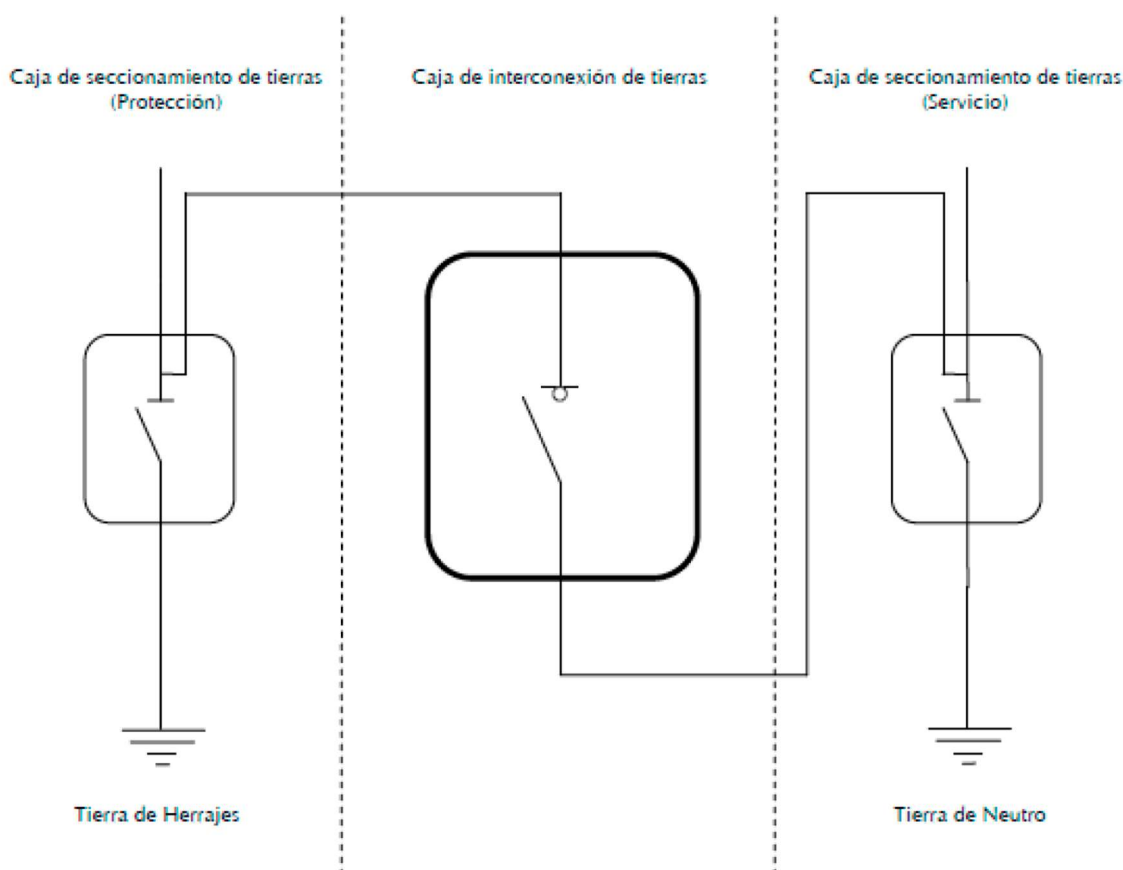 Caja de seccionamiento de tierras
(Protección)
Caja de interconexión de tierras
Caja de seccionamiento de tierras
(Servicio)
Tierra de Herrajes
Tierra de Neutro